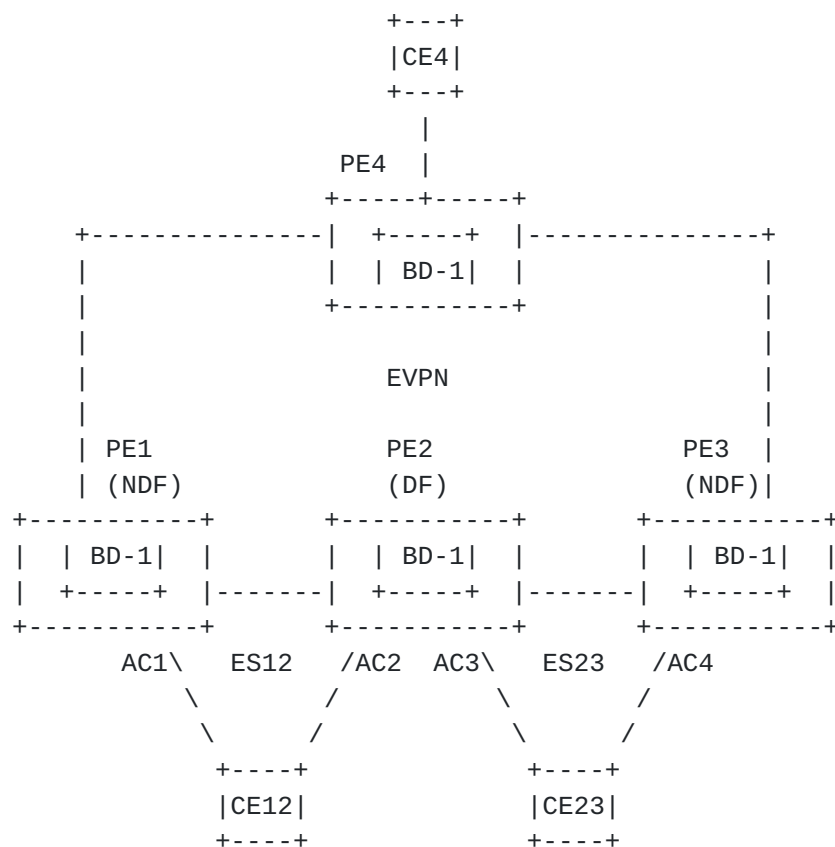 CE4
PE4
BD-1
EVPN
PE1 PE2 PE3
(NDF) (DF) (NDF)
BD-1 BD-1 BD-1
AC1 ES12 AC2 AC3 ES23 AC4
CE12 CE23